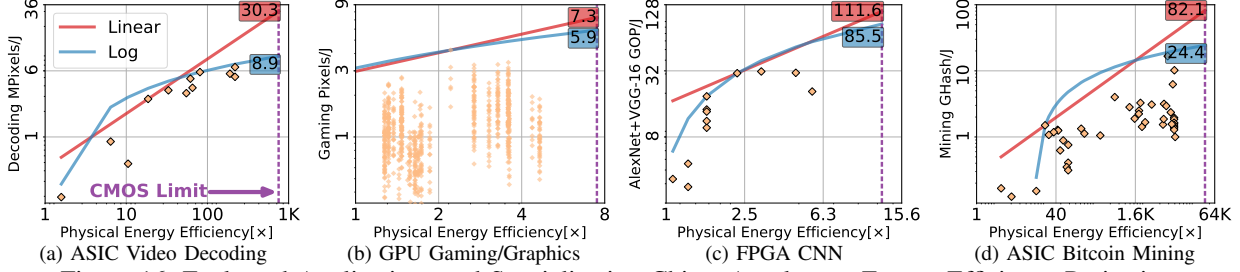 36
6
1
Decoding MPixels/J
Linear
Log
30.3
8.9
CMOS Limit
1
10
100
1K
Physical Energy Efficiency[×]
(a) ASIC Video Decoding
9
3
1
Gaming Pixels/J
7.3
5.9
1
2
4
8
Physical Energy Efficiency[×]
(b) GPU Gaming/Graphics
128
32
8
AlexNet+VGG-16 GOP/J
111.6
85.5
1
2.5
6.3
15.6
Physical Energy Efficiency[×]
(c) FPGA CNN
100
10
1
Mining GHash/J
82.1
24.4
1
40
1.6K
64K
Physical Energy Efficiency[×]
(d) ASIC Bitcoin Mining